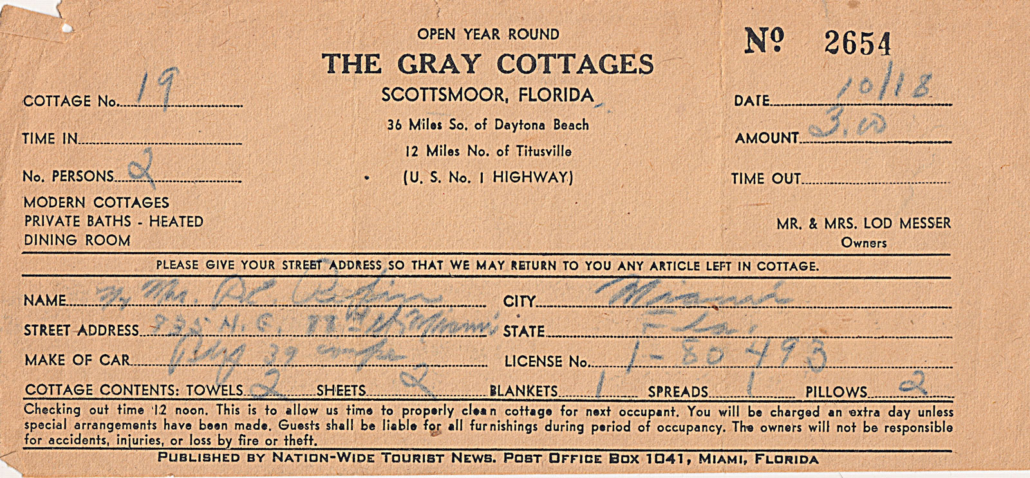 OPEN YEAR ROUND
THE GRAY COTTAGES
SCOTTSMOOR, FLORIDA
36 Miles So. of Daytona Beach
12 Miles No. of Titusville
(U. S. No. 1 HIGHWAY)
No 2654
COTTAGE No. 19
DATE 10/18
TIME IN
AMOUNT 3.00
No. PERSONS 2
TIME OUT
MODERN COTTAGES
PRIVATE BATHS - HEATED
DINING ROOM
MR. & MRS. LOD MESSER
Owners
PLEASE GIVE YOUR STREET ADDRESS SO THAT WE MAY RETURN TO YOU ANY ARTICLE LEFT IN COTTAGE.
NAME Mrs. CITY Miami
STREET ADDRESS 835 N.E. 88th St Miami STATE Fla.
MAKE OF CAR 39 LICENSE No. 1-80 493
COTTAGE CONTENTS: TOWELS 2 SHEETS 2 BLANKETS 1 SPREADS 1 PILLOWS 2
Checking out time 12 noon. This is to allow us time to properly clean cottage for next occupant. You will be charged an extra day unless
special arrangements have been made. Guests shall be liable for all furnishings during period of occupancy. The owners will not be responsible
for accidents, injuries, or loss by fire or theft.
PUBLISHED BY NATION-WIDE TOURIST NEWS. POST OFFICE BOX 1041, MIAMI, FLORIDA